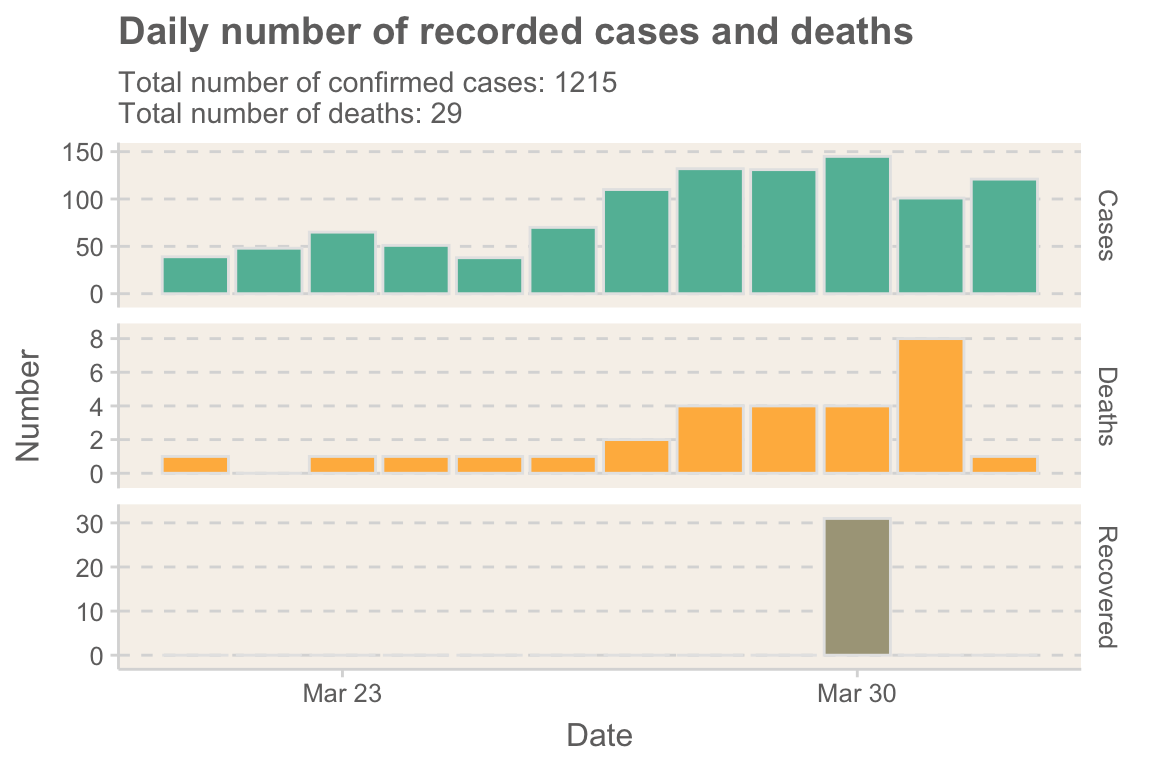 Daily number of recorded cases and deaths
Total number of confirmed cases: 1215
Total number of deaths: 29
150
100
50
0
Cases
8
6
4
2
0
Deaths
30
20
10
0
Recovered
Number
Mar 23
Mar 30
Date